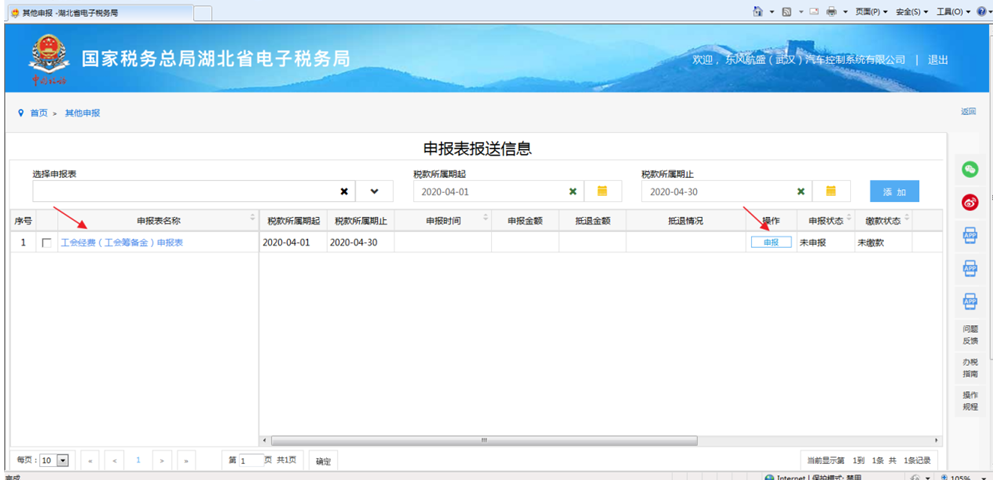 其他申报 -湖北省电子税务局
页面(P) 安全(S) 工具(O)
国家税务总局湖北省电子税务局
中国税务
欢迎，东风航盛（武汉）汽车控制系统有限公司 | 退出
首页 > 其他申报 返回
申报表报送信息
选择申报表 税款所属期起 税款所属期止
2020-04-01 2020-04-30 添 加
序号 申报表名称 税款所属期起 税款所属期止 申报时间 申报金额 抵退金额 抵退情况 操作 申报状态 缴款状态
1 工会经费（工会筹备金）申报表 2020-04-01 2020-04-30 申报 未申报 未缴款
APP
APP
APP
问题
反馈
办税
指南
操作
规程
每页： 10 « < 1 > » 第 1 页 共1页 确定 当前显示第 1到 1条 共 1条记录
完成 Internet | 保护模式: 禁用 105%